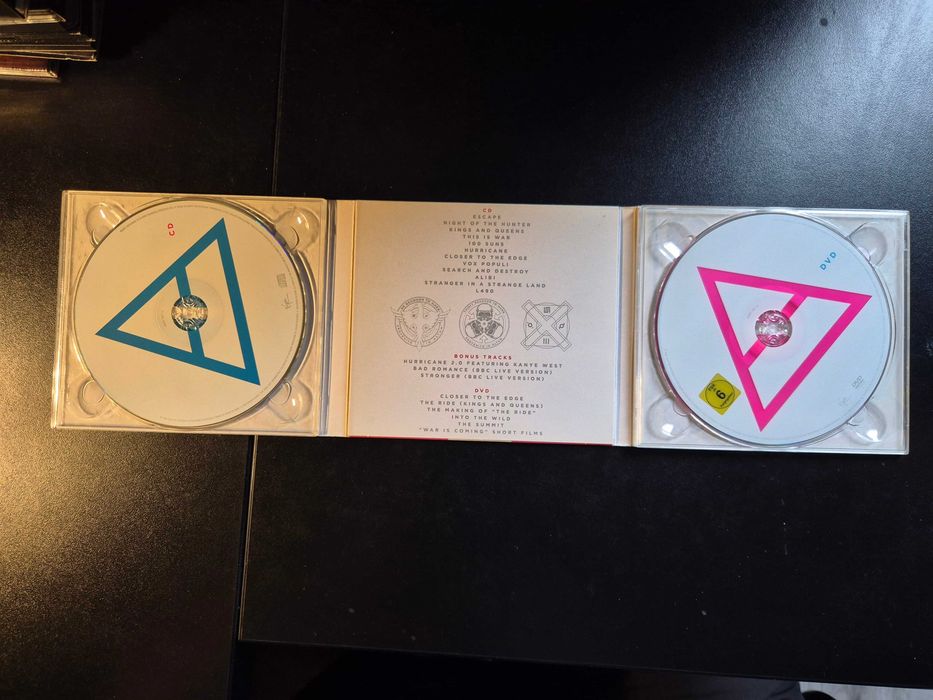 CD
CD
ESCAPE
NIGHT OF THE HUNTER
KINGS AND QUEENS
THIS IS WAR
100 SUNS
HURRICANE
CLOSER TO THE EDGE
VOX POPULI
SEARCH AND DESTROY
ALIBI
STRANGER IN A STRANGE LAND
L490
BONUS TRACKS
HURRICANE 2.0 FEATURING KANYE WEST
BAD ROMANCE (BBC LIVE VERSION)
STRONGER (BBC LIVE VERSION)
DVD
CLOSER TO THE EDGE
THE RIDE (KINGS AND QUEENS)
THE MAKING OF "THE RIDE"
INTO THE WILD
THE SUMMIT
"WAR IS COMING" SHORT FILMS
DVD
6